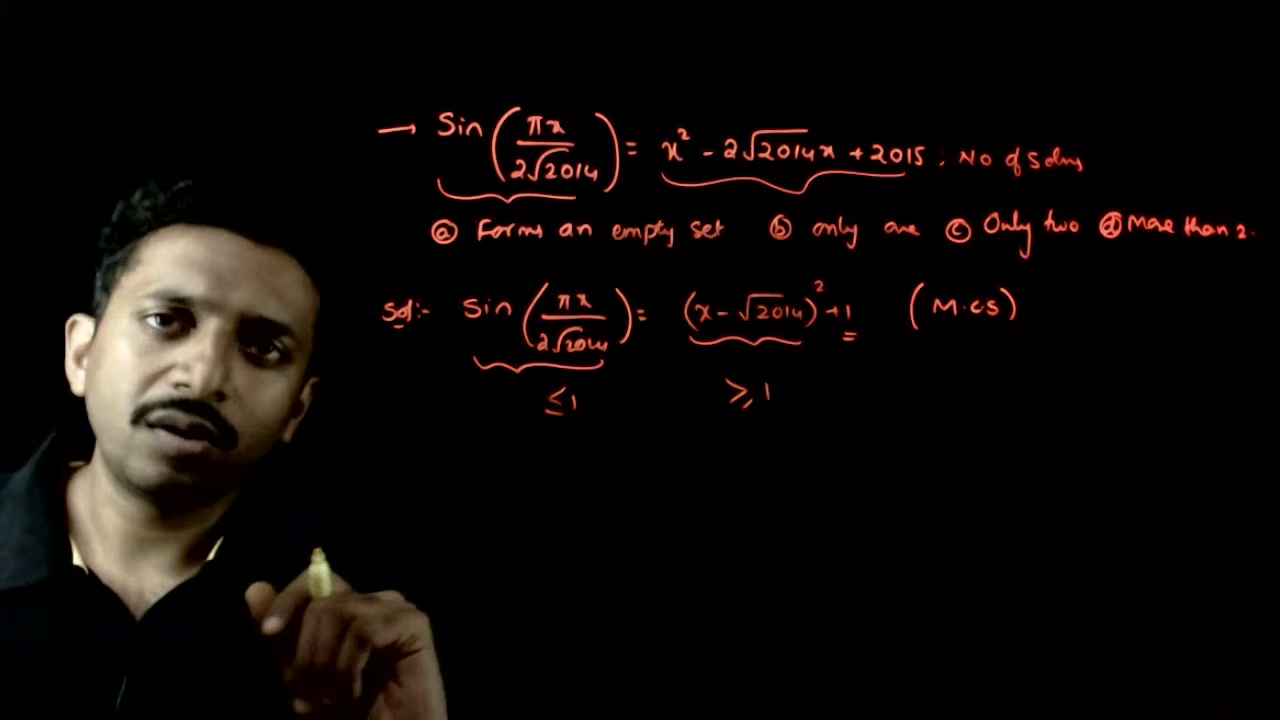 → Sin(πx/2√2014) = x² - 2√2014x + 2015 : No of Solns
ⓐ Forms an empty set ⓑ only one ⓒ Only two ⓓ More than 2.
Sol:- Sin(πx/2√2014) = (x - √2014)² + 1 (M.CS)
≤1 ≥1